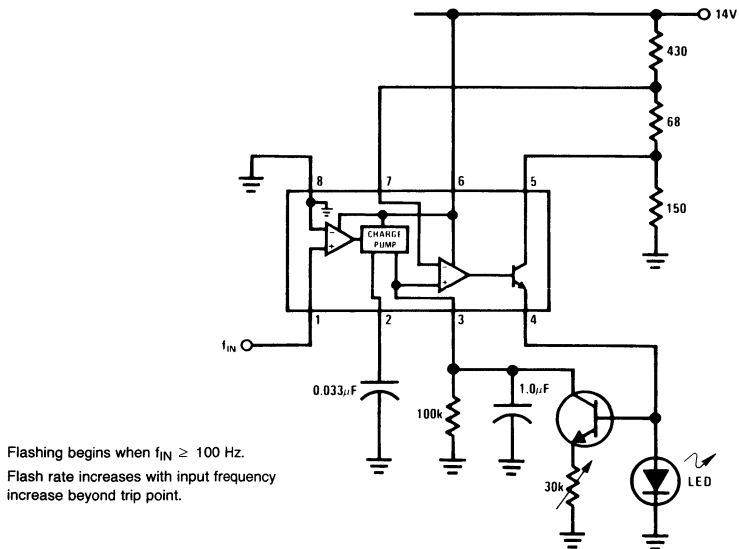 14V
430
68
8 7 6 5
150
CHARGE
PUMP
−
+
−
+
1 2 3 4
fIN
0.033μF
100k
1.0μF
30k
LED
Flashing begins when fIN ≥ 100 Hz.
Flash rate increases with input frequency
increase beyond trip point.